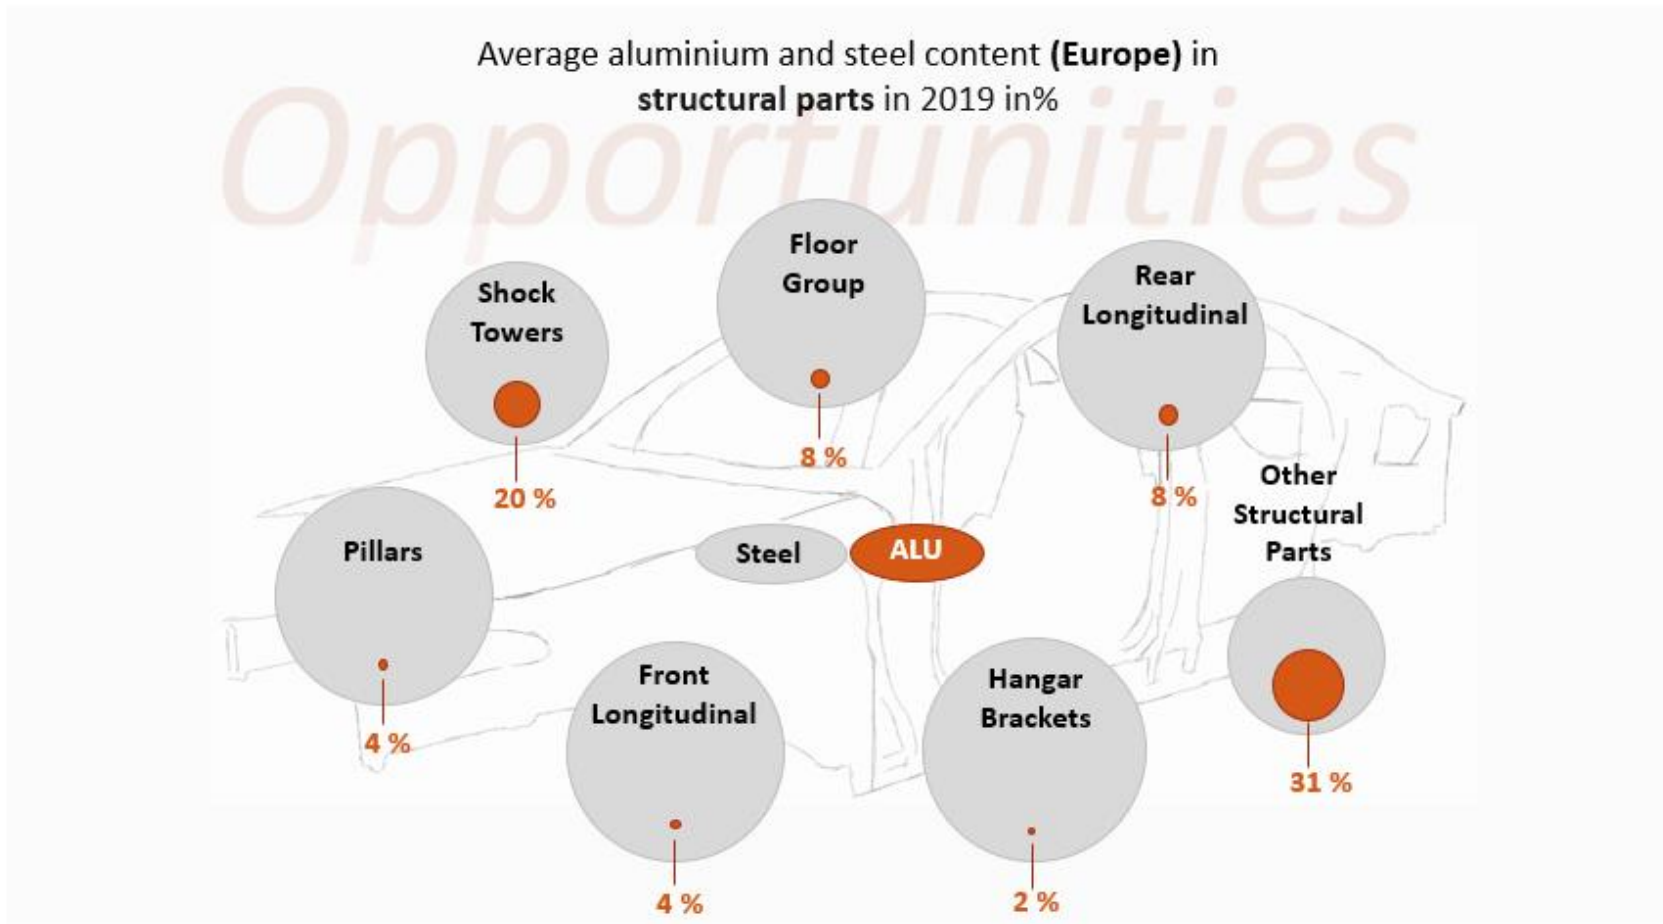 Average aluminium and steel content (Europe) in
structural parts in 2019 in%
Opportunities
Floor
Group
8 %
Rear
Longitudinal
8 %
Shock
Towers
20 %
Other
Structural
Parts
31 %
Pillars
4 %
Steel
ALU
Front
Longitudinal
4 %
Hangar
Brackets
2 %